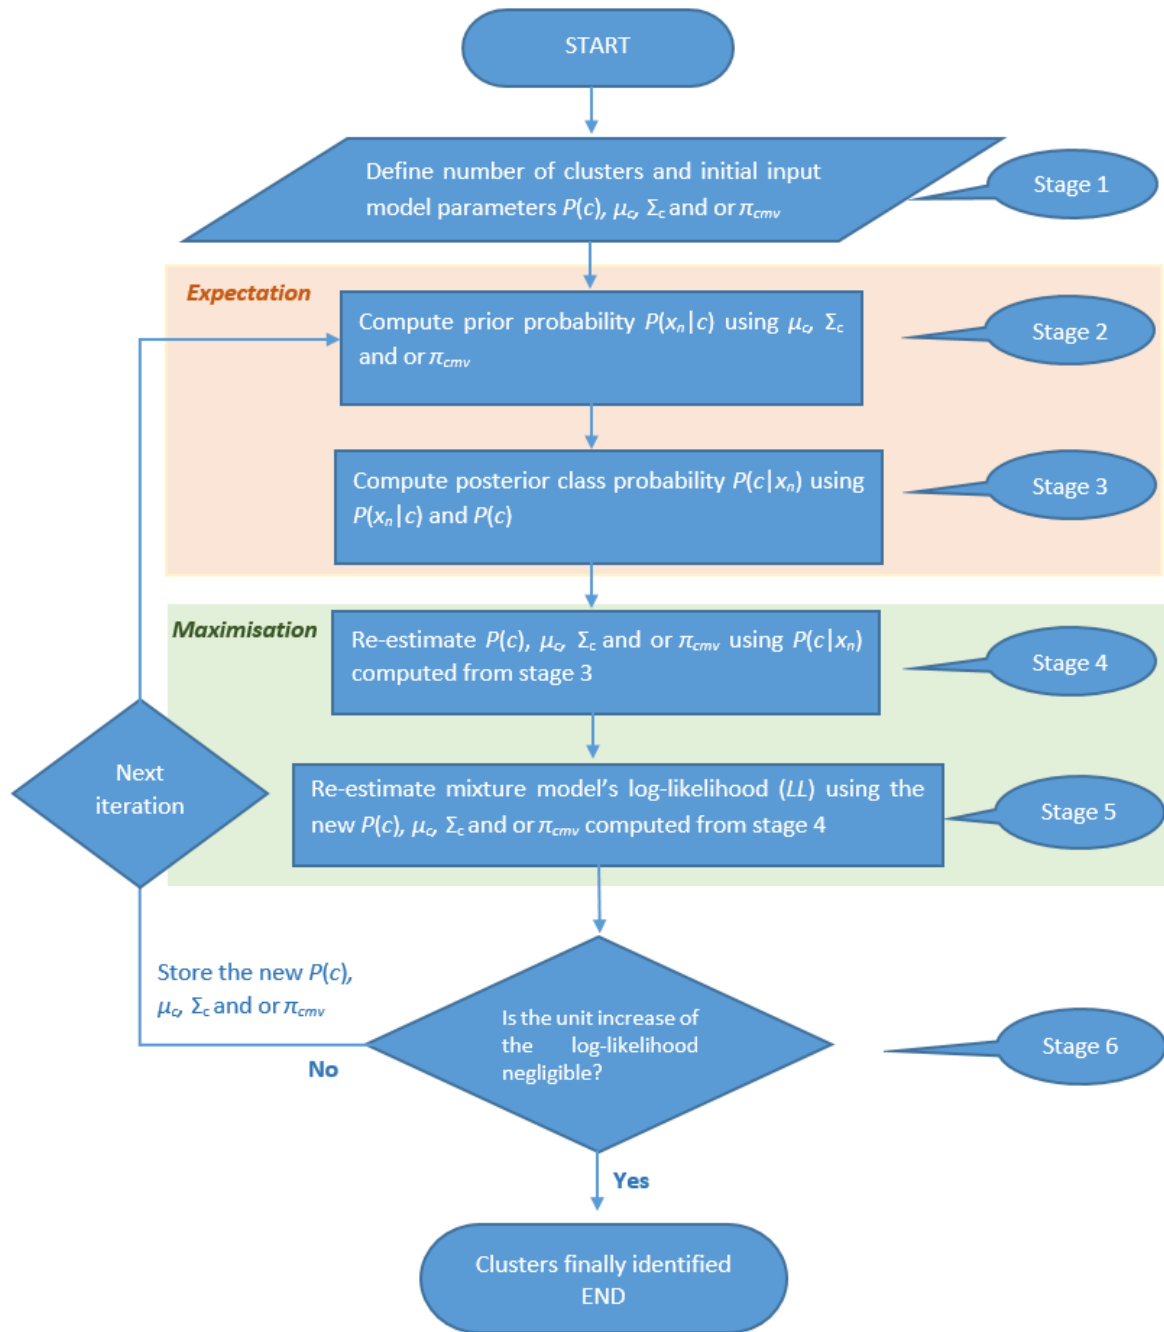 START
Define number of clusters and initial input
model parameters P(c), μc, Σc and or πcmv
Stage 1
Expectation
Compute prior probability P(xn|c) using μc, Σc
and or πcmv
Stage 2
Compute posterior class probability P(c|xn) using
P(xn|c) and P(c)
Stage 3
Maximisation
Re-estimate P(c), μc, Σc and or πcmv using P(c|xn)
computed from stage 3
Stage 4
Next
iteration
Re-estimate mixture model’s log-likelihood (LL) using the
new P(c), μc, Σc and or πcmv computed from stage 4
Stage 5
Store the new P(c),
μc, Σc and or πcmv
No
Is the unit increase of
the log-likelihood
negligible?
Stage 6
Yes
Clusters finally identified
END